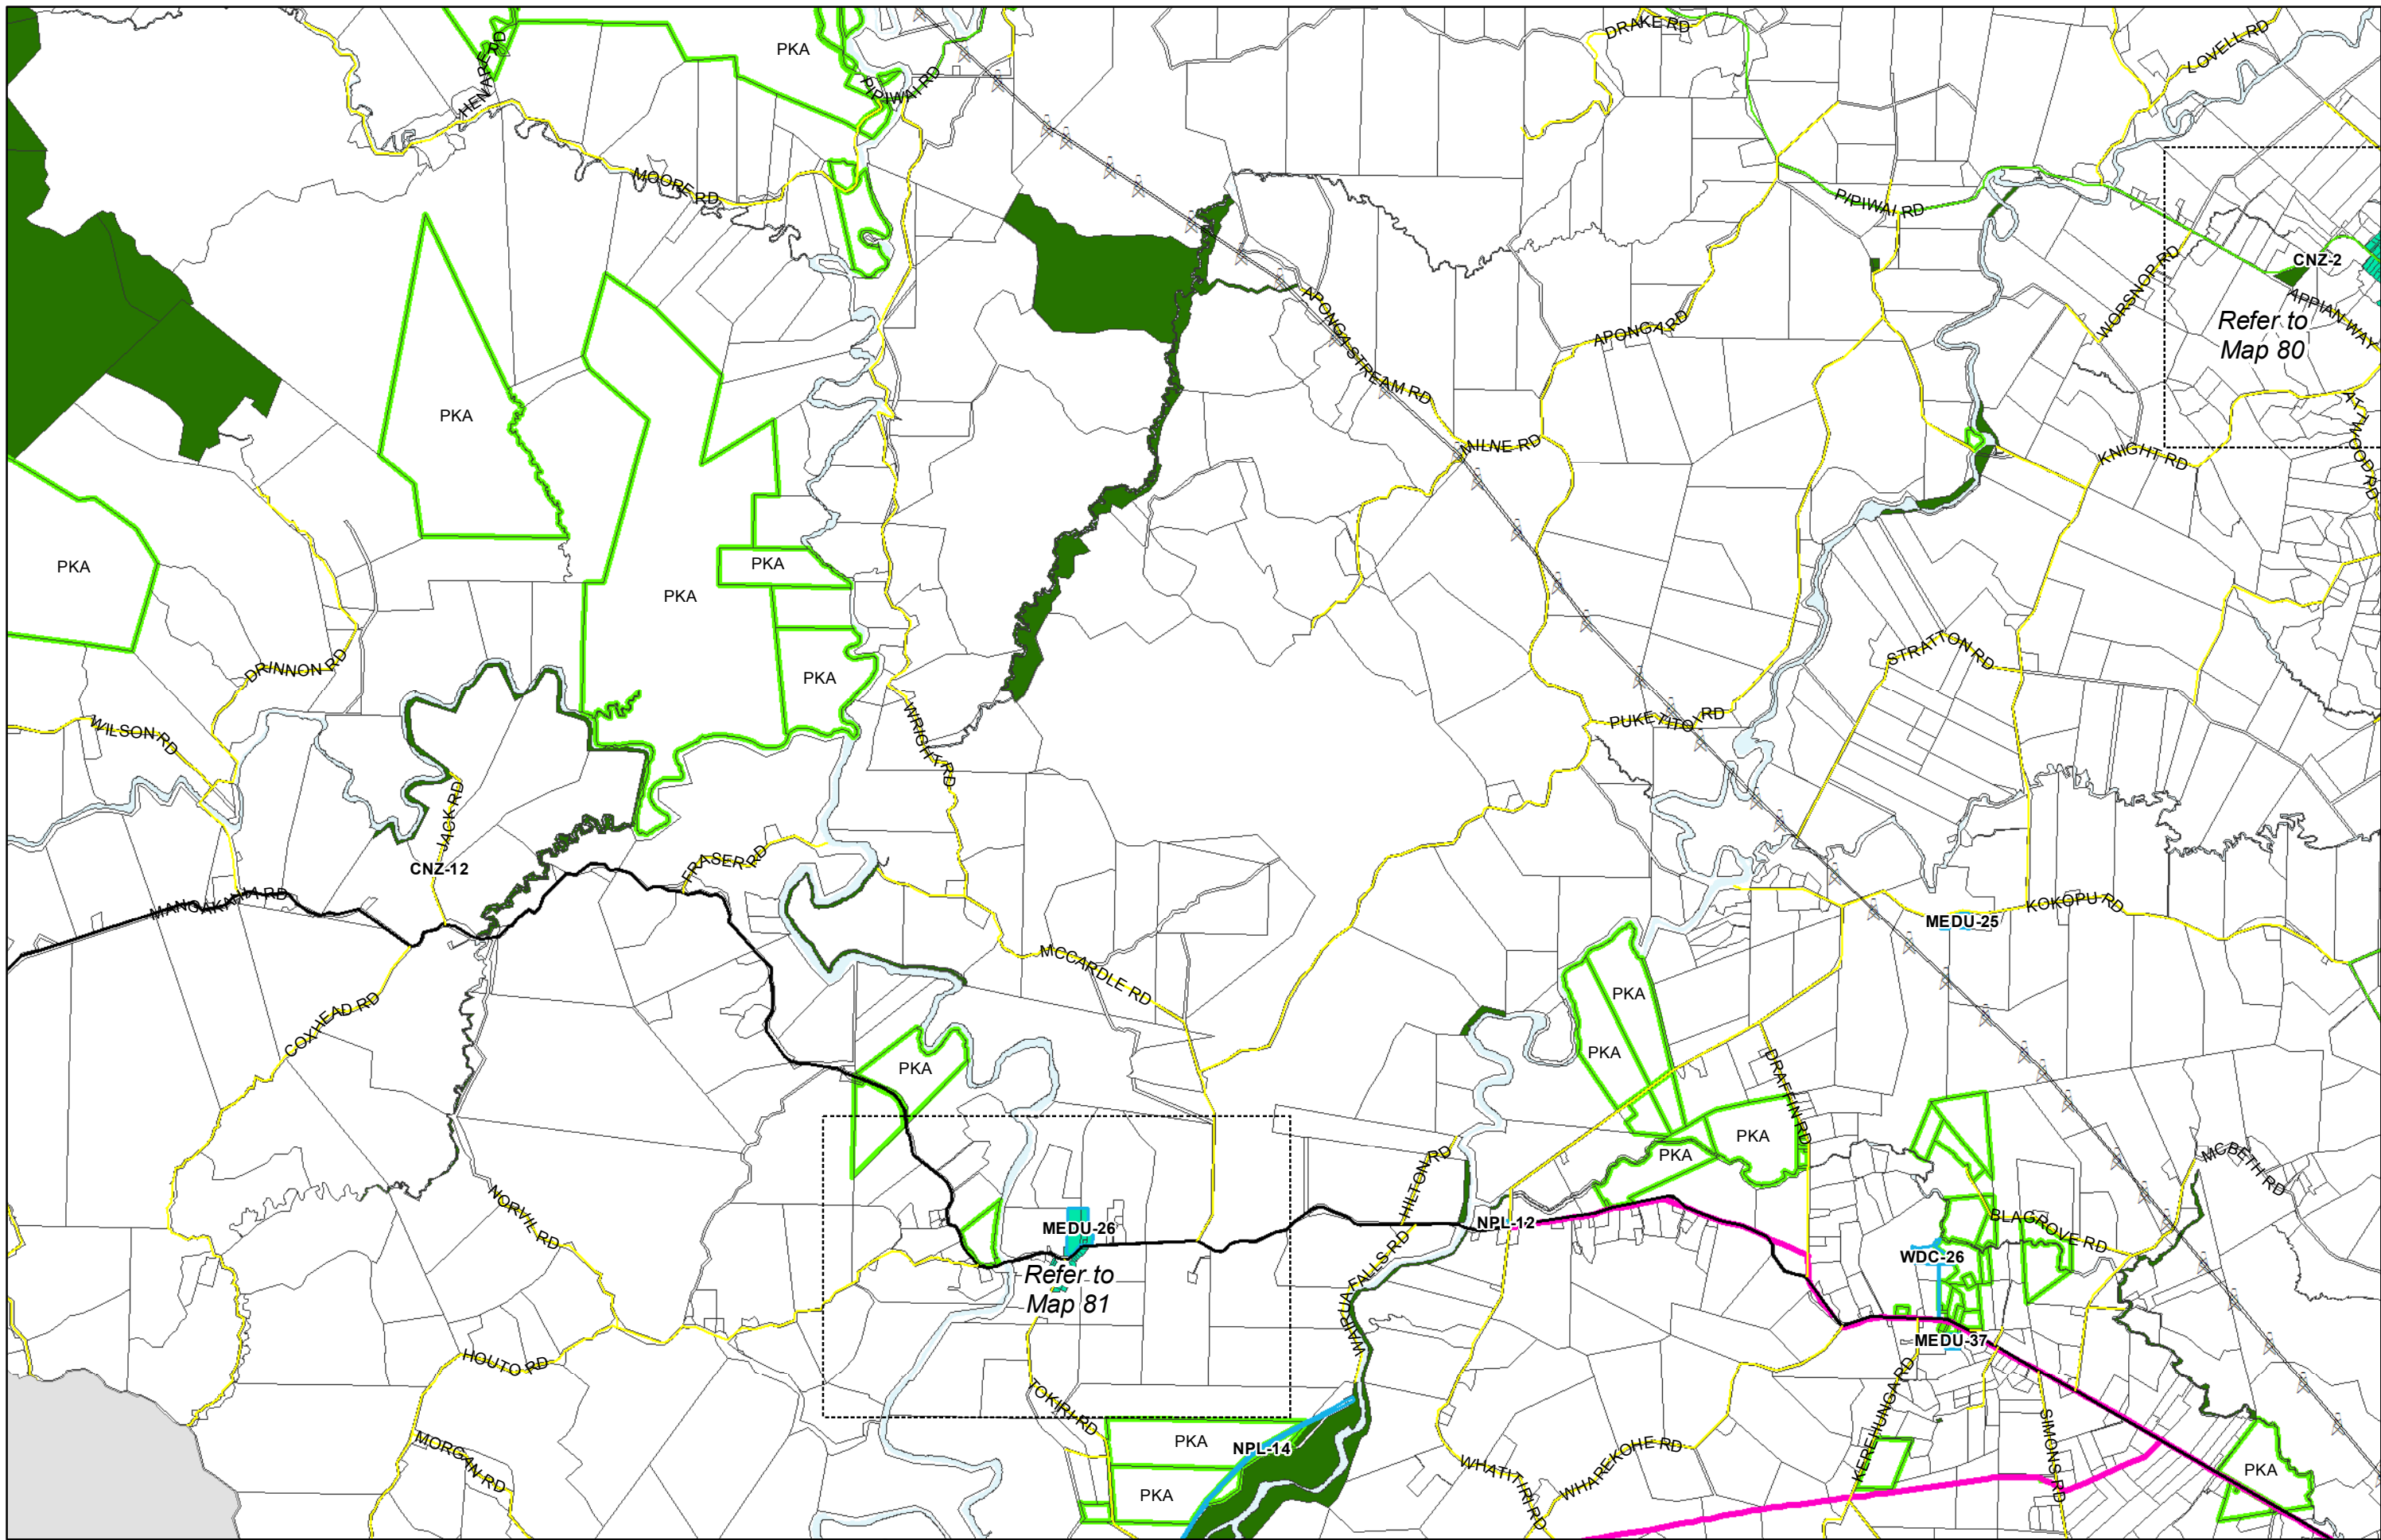 DRAKE RD
LOVELL RD
HENARE RD
PKA
PIPIWAI RD
MOORE RD
PIPIWAI RD
WORSNOP RD
CNZ-2
APPIAN WAY
Refer to
Map 80
APONGA STREAM RD
APONGA RD
ATTWOOD RD
PKA
MILNE RD
KNIGHT RD
PKA
PKA
PKA
DRINNON RD
PKA
STRATTON RD
WILSON RD
WRIGHT RD
PUKETITOI RD
JACK RD
CNZ-12
FRASER RD
MANGAKAHIA RD
KOKOPU RD
MEDU-25
MCCARDLE RD
PKA
COXHEAD RD
PKA
PKA
DRAFFIN RD
PKA
PKA
MCBETH RD
HILTON RD
NORVIL RD
MEDU-26
NPL-12
BLAGROVE RD
WDC-26
Refer to
Map 81
WAIRUA FALLS RD
MEDU-37
HOUTO RD
TOKIRI RD
KEREHUNGA RD
SIMONS RD
MORGAN RD
PKA
NPL-14
WHAREKOHE RD
WHATITIRI RD
PKA
PKA